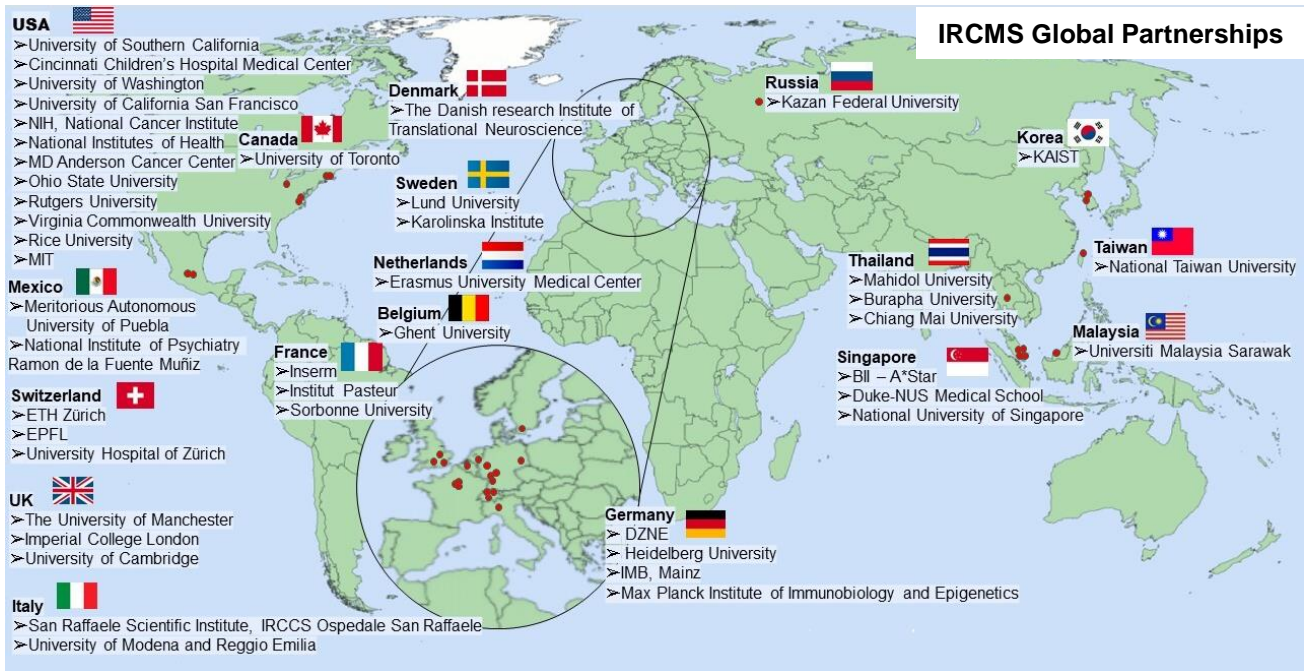 IRCMS Global Partnerships
USA
➢University of Southern California
➢Cincinnati Children's Hospital Medical Center
➢University of Washington
➢University of California San Francisco
➢NIH, National Cancer Institute
➢National Institutes of Health
➢MD Anderson Cancer Center
➢Ohio State University
➢Rutgers University
➢Virginia Commonwealth University
➢Rice University
➢MIT
Canada
➢University of Toronto
Mexico
➢Meritorious Autonomous
University of Puebla
➢National Institute of Psychiatry
Ramon de la Fuente Muñiz
Switzerland
➢ETH Zürich
➢EPFL
➢University Hospital of Zürich
UK
➢The University of Manchester
➢Imperial College London
➢University of Cambridge
Italy
➢San Raffaele Scientific Institute, IRCCS Ospedale San Raffaele
➢University of Modena and Reggio Emilia
Denmark
➢The Danish research Institute of
Translational Neuroscience
Sweden
➢Lund University
➢Karolinska Institute
Netherlands
➢Erasmus University Medical Center
Belgium
➢Ghent University
France
➢Inserm
➢Institut Pasteur
➢Sorbonne University
Germany
➢ DZNE
➢ Heidelberg University
➢IMB, Mainz
➢Max Planck Institute of Immunobiology and Epigenetics
Russia
➢Kazan Federal University
Korea
➢KAIST
Taiwan
➢National Taiwan University
Thailand
➢Mahidol University
➢Burapha University
➢Chiang Mai University
Malaysia
➢Universiti Malaysia Sarawak
Singapore
➢BII – A*Star
➢Duke-NUS Medical School
➢National University of Singapore